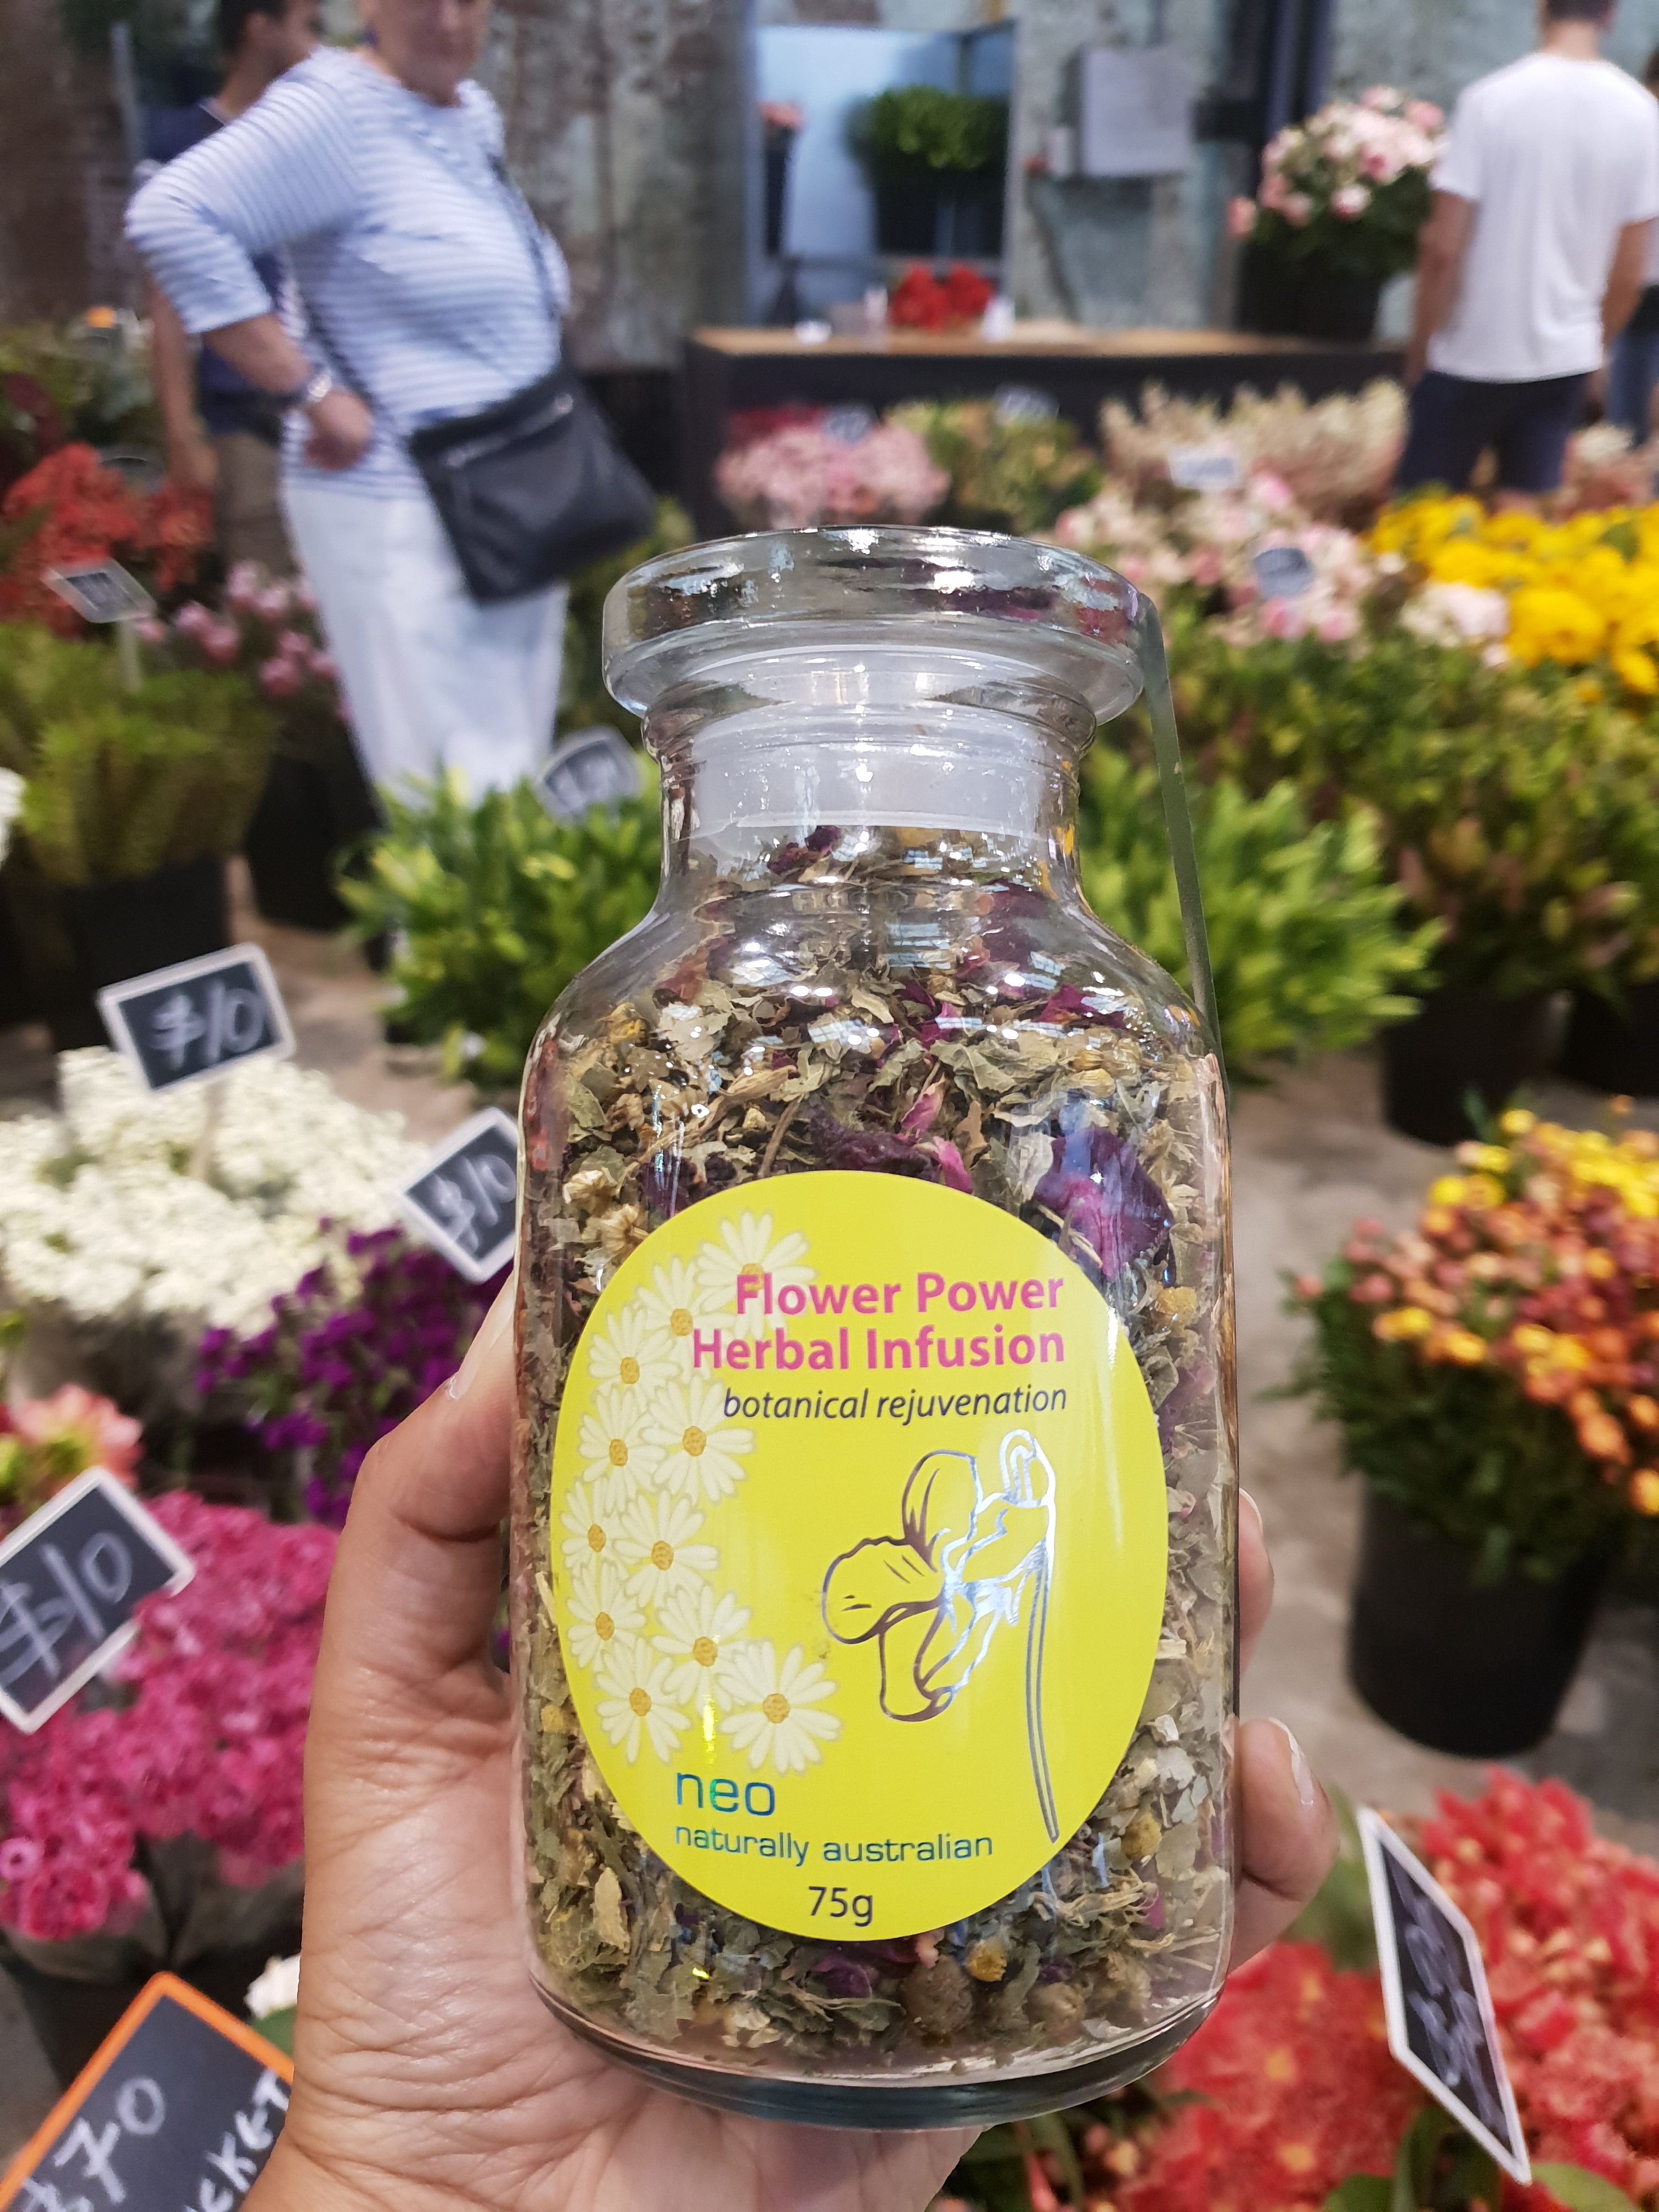 Flower Power
Herbal Infusion
botanical rejuvenation
neo
naturally australian
75g
$10
$10
$10